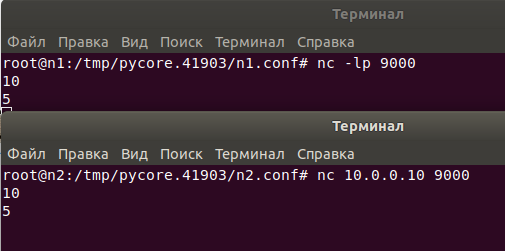 Терминал
Файл Правка Вид Поиск Терминал Справка
root@n1:/tmp/pycore.41903/n1.conf# nc -lp 9000
10
5
Терминал
Файл Правка Вид Поиск Терминал Справка
root@n2:/tmp/pycore.41903/n2.conf# nc 10.0.0.10 9000
10
5